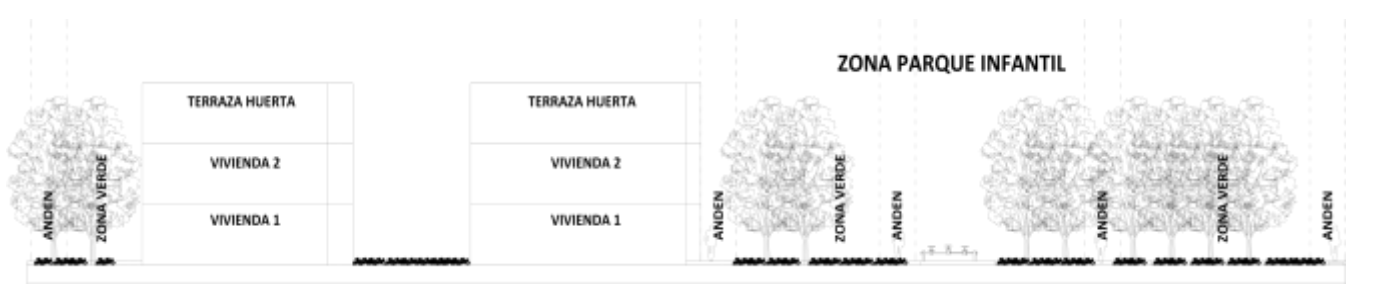 ZONA PARQUE INFANTIL
TERRAZA HUERTA
TERRAZA HUERTA
VIVIENDA 2
VIVIENDA 2
VIVIENDA 1
VIVIENDA 1
ANDEN
ZONA VERDE
ANDEN
ZONA VERDE
ANDEN
ANDEN
ZONA VERDE
ANDEN